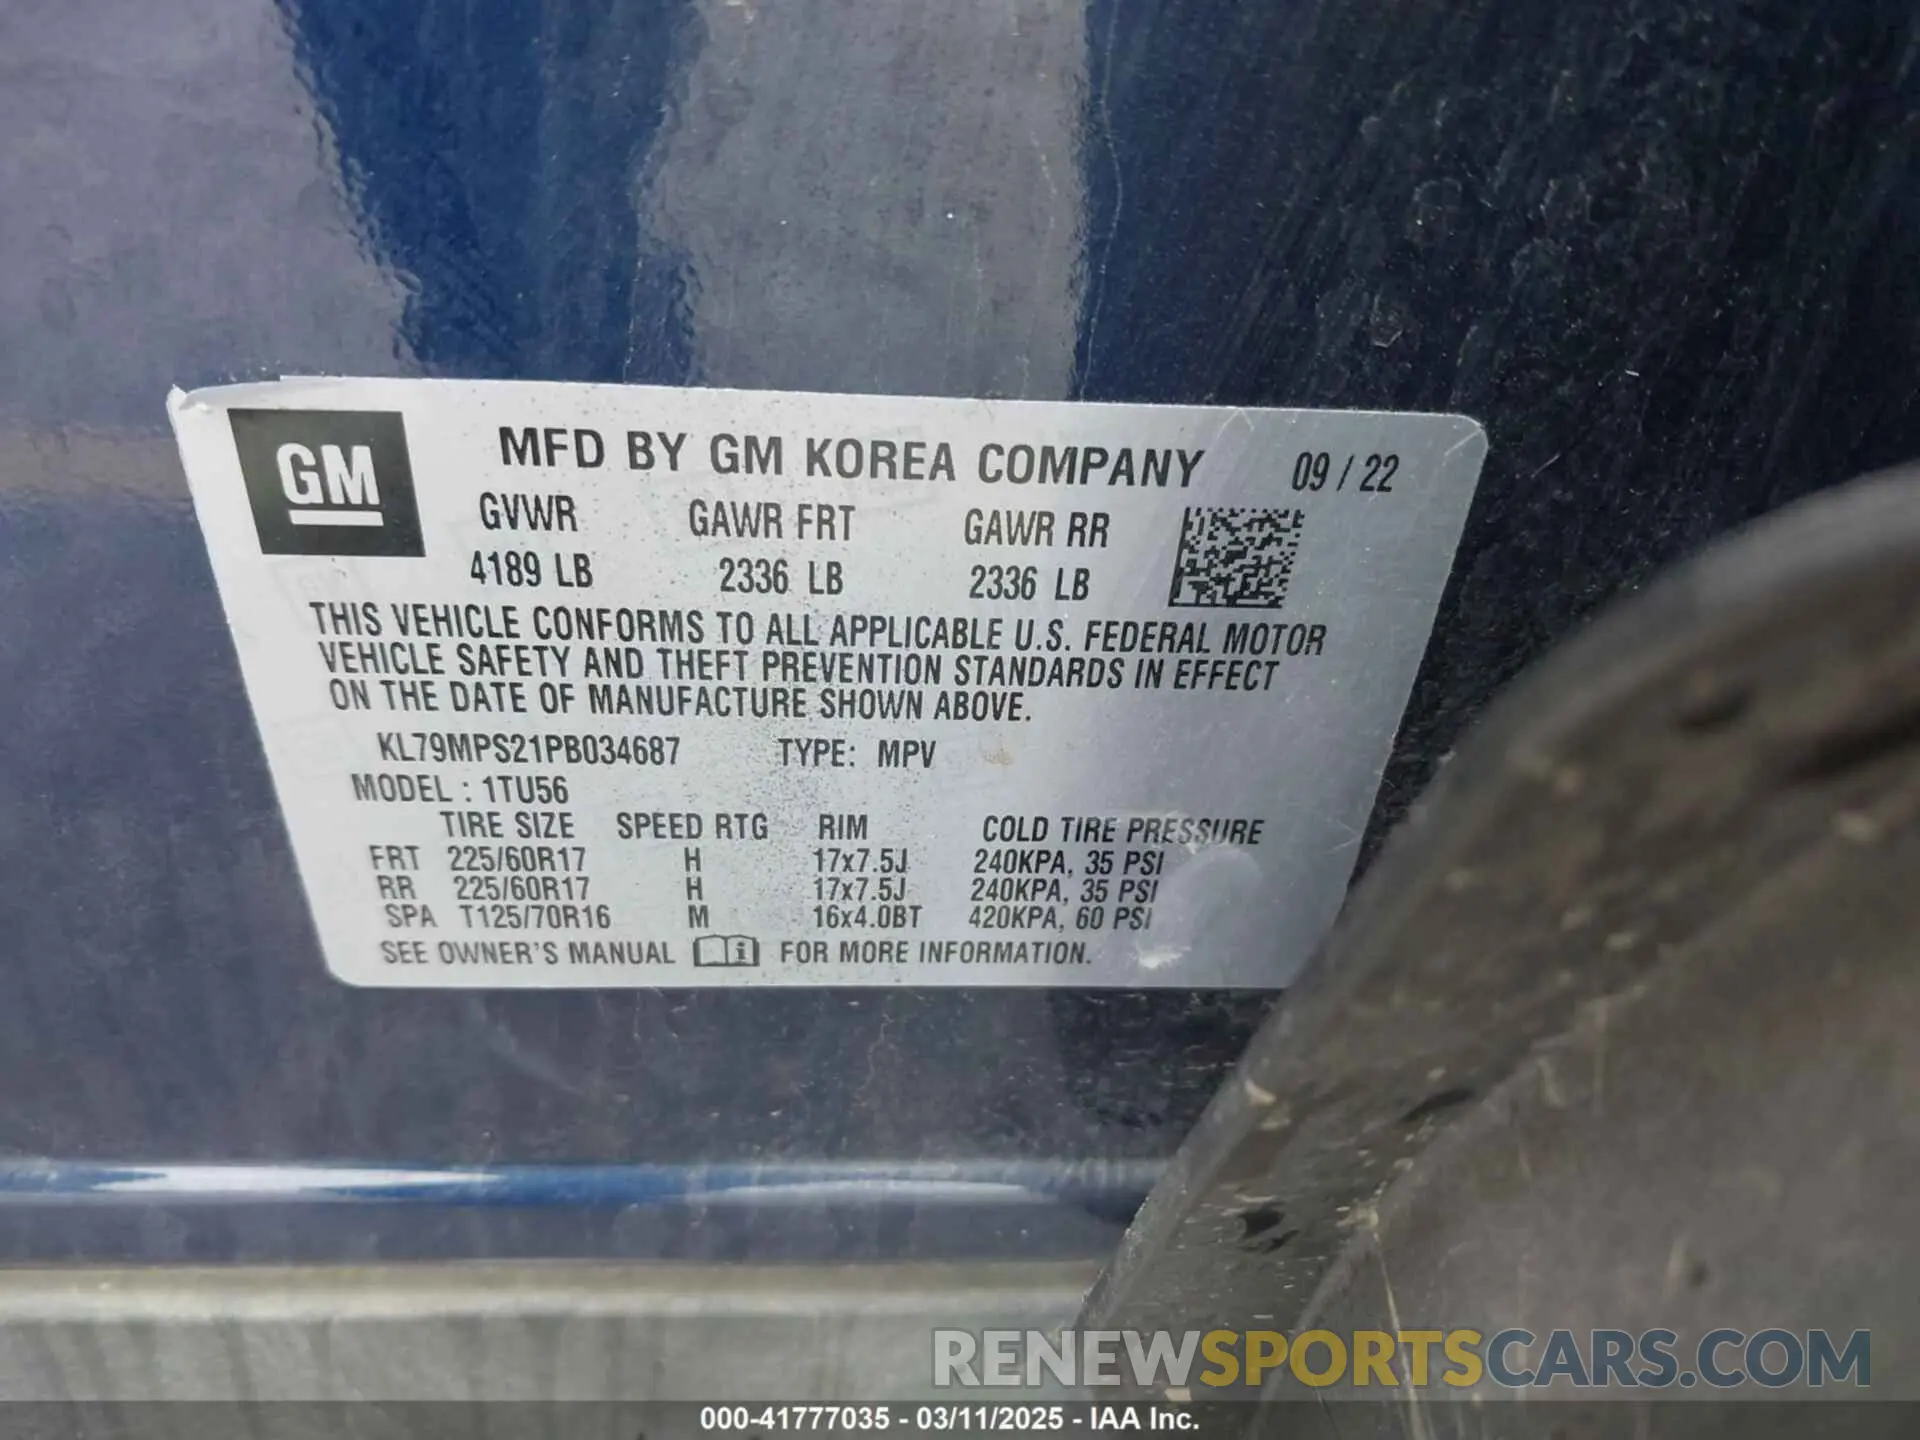 GM
MFD BY GM KOREA COMPANY 09 / 22
GVWR GAWR FRT GAWR RR
4189 LB 2336 LB 2336 LB
THIS VEHICLE CONFORMS TO ALL APPLICABLE U.S. FEDERAL MOTOR
VEHICLE SAFETY AND THEFT PREVENTION STANDARDS IN EFFECT
ON THE DATE OF MANUFACTURE SHOWN ABOVE.
KL79MPS21PB034687 TYPE: MPV
MODEL : 1TU56
TIRE SIZE SPEED RTG RIM COLD TIRE PRESSURE
FRT 225/60R17 H 17x7.5J 240KPA, 35 PSI
RR 225/60R17 H 17x7.5J 240KPA, 35 PSI
SPA T125/70R16 M 16x4.0BT 420KPA, 60 PSI
SEE OWNER'S MANUAL i FOR MORE INFORMATION.
RENEWSPORTSCARS.COM
000-41777035 - 03/11/2025 - IAA Inc.